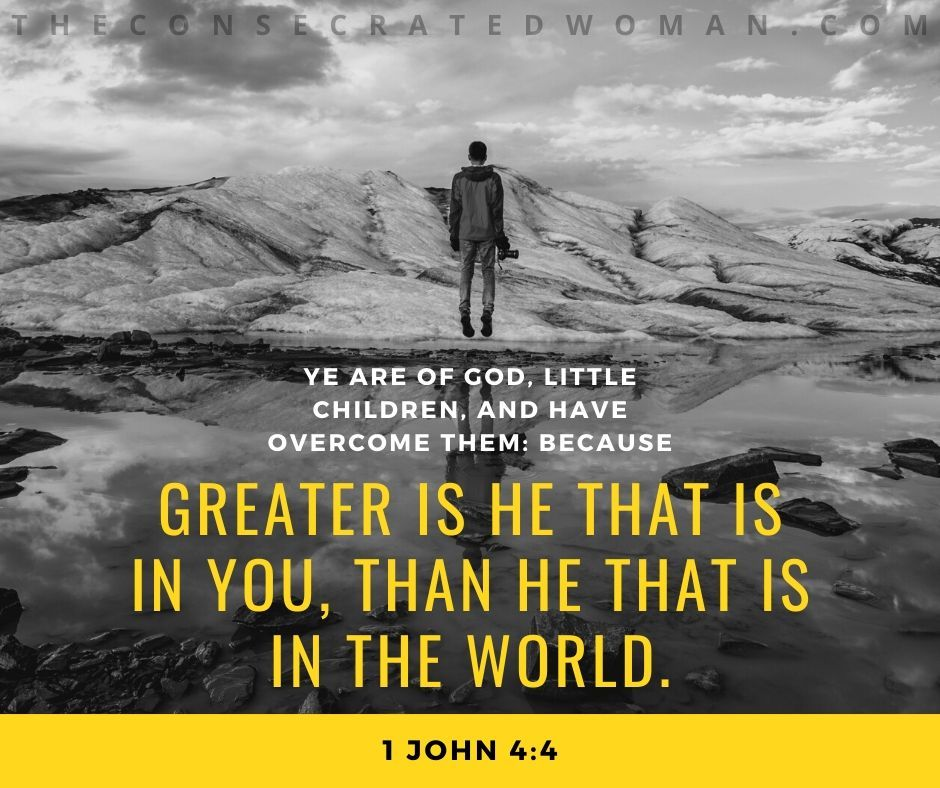 THECONSECRATEDWOMAN.COM
YE ARE OF GOD, LITTLE
CHILDREN, AND HAVE
OVERCOME THEM: BECAUSE
GREATER IS HE THAT IS
IN YOU, THAN HE THAT IS
IN THE WORLD.
1 JOHN 4:4